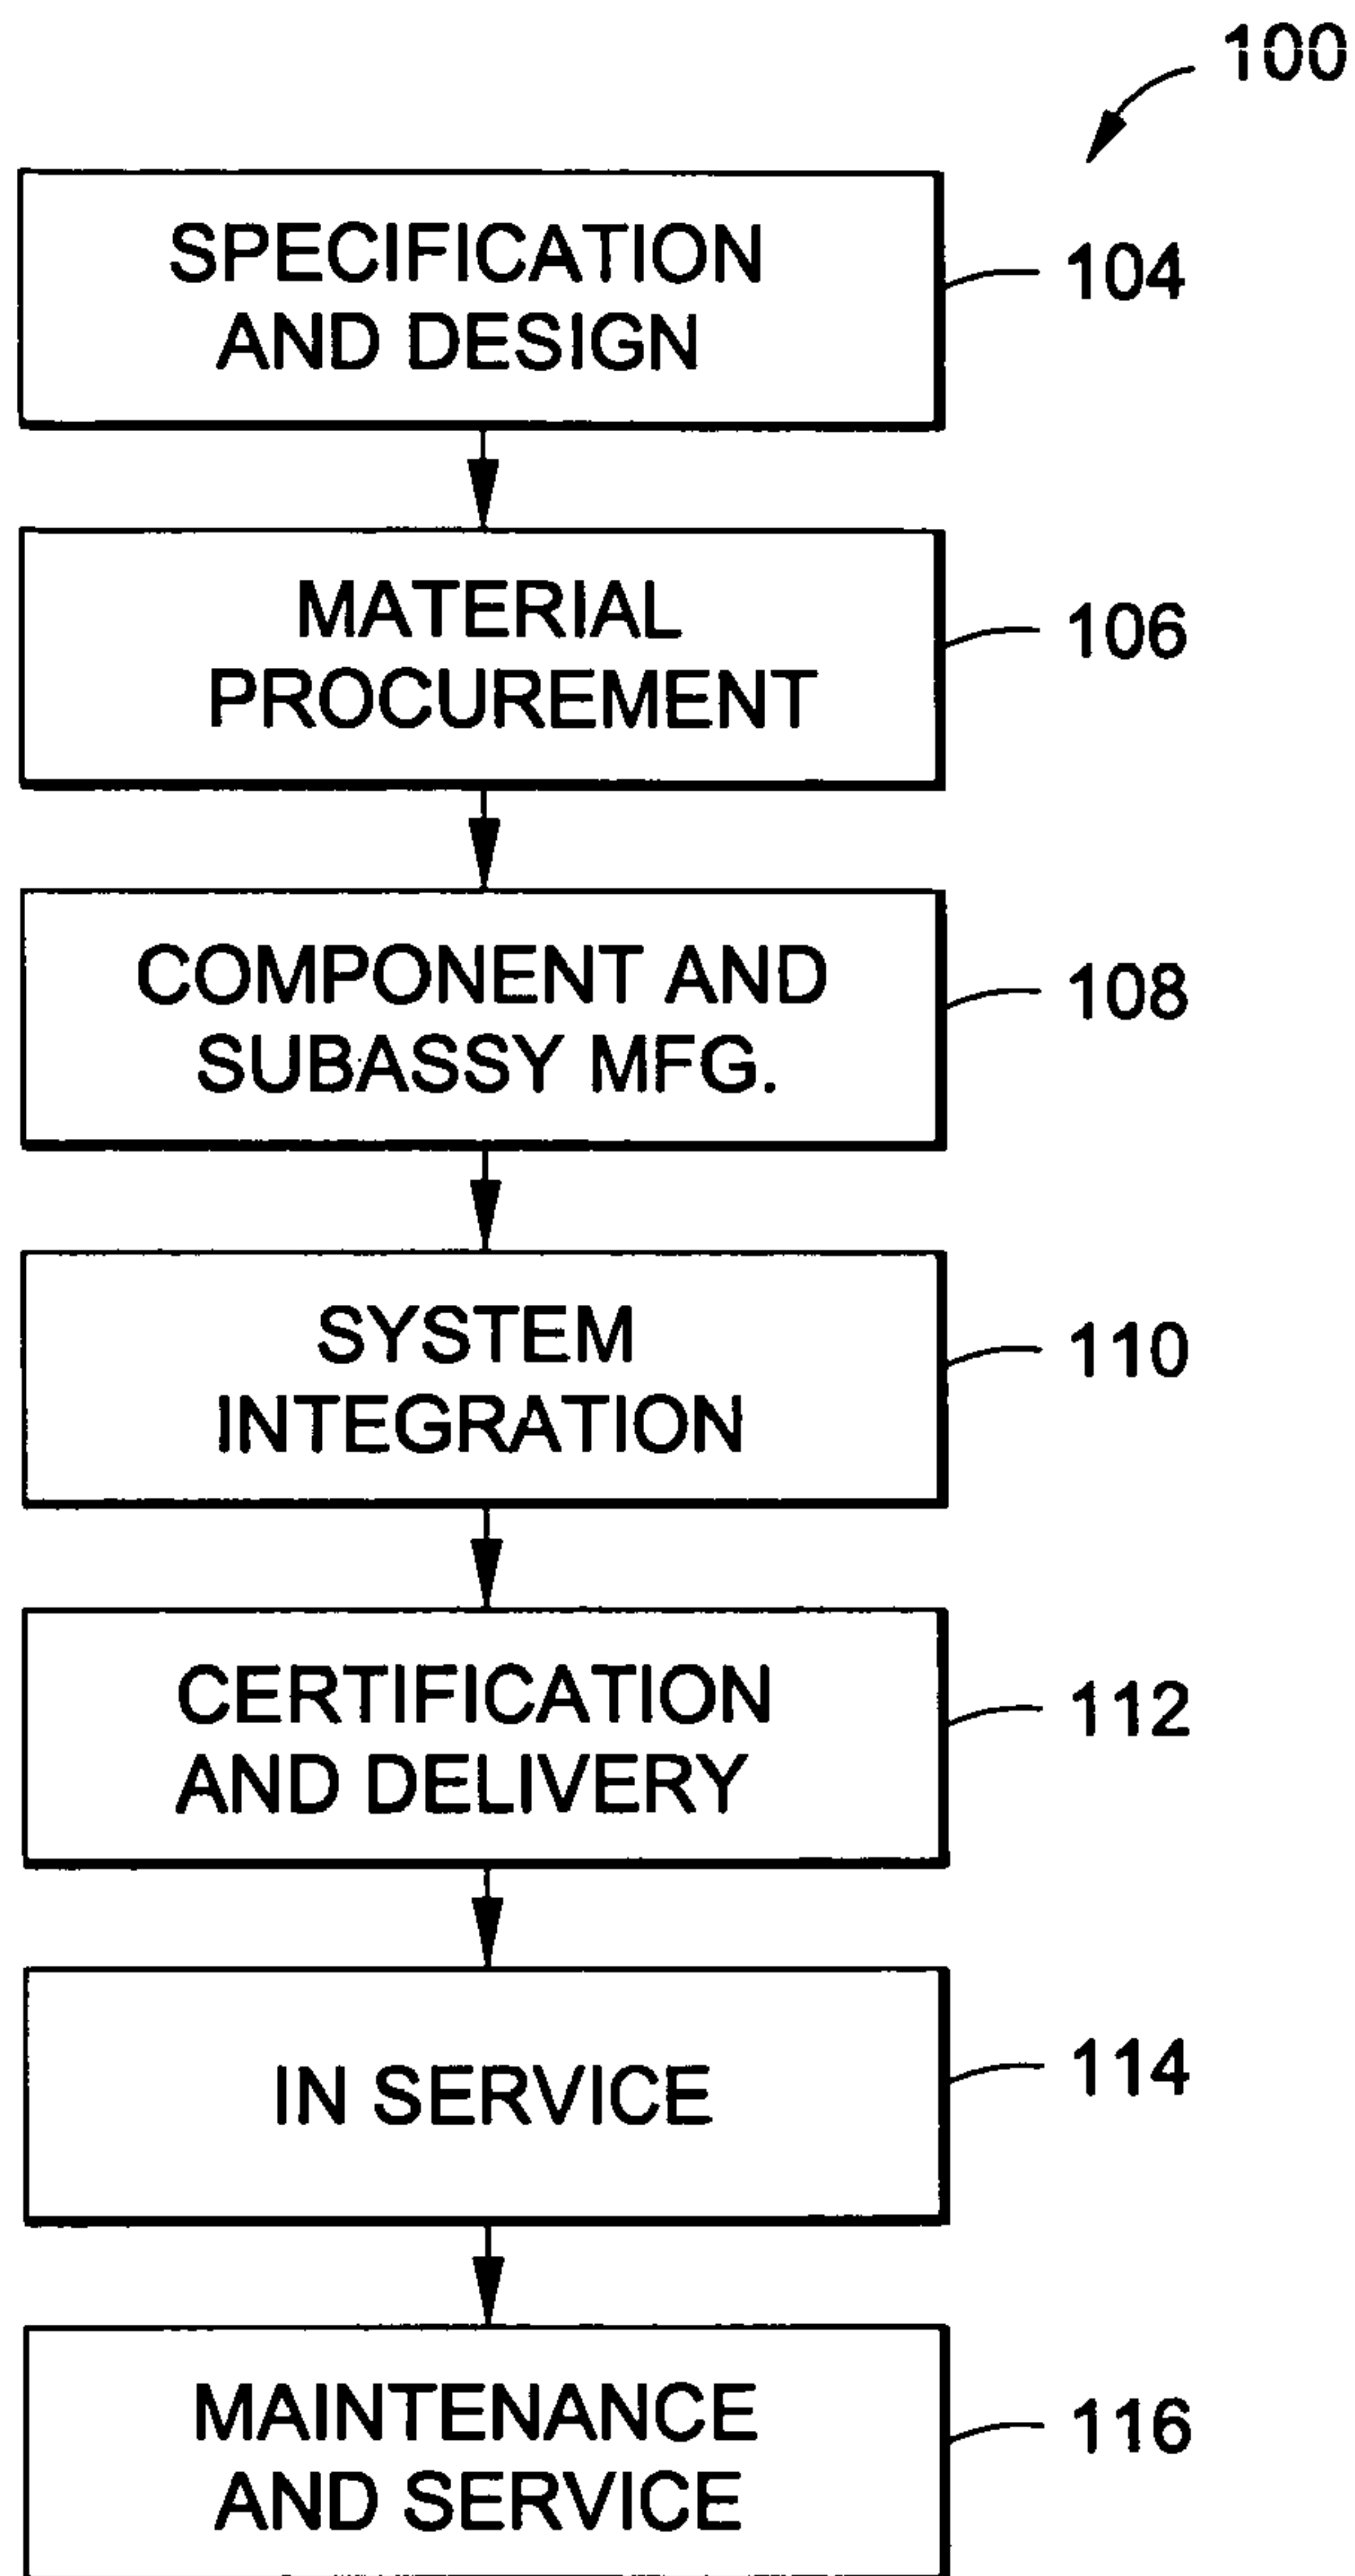 100
SPECIFICATION
AND DESIGN
104
MATERIAL
PROCUREMENT
106
COMPONENT AND
SUBASSY MFG.
108
SYSTEM
INTEGRATION
110
CERTIFICATION
AND DELIVERY
112
IN SERVICE
114
MAINTENANCE
AND SERVICE
116